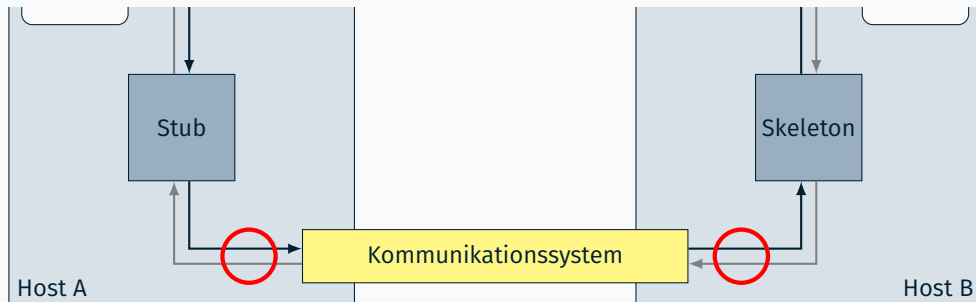 Stub
Skeleton
Kommunikationssystem
Host A
Host B